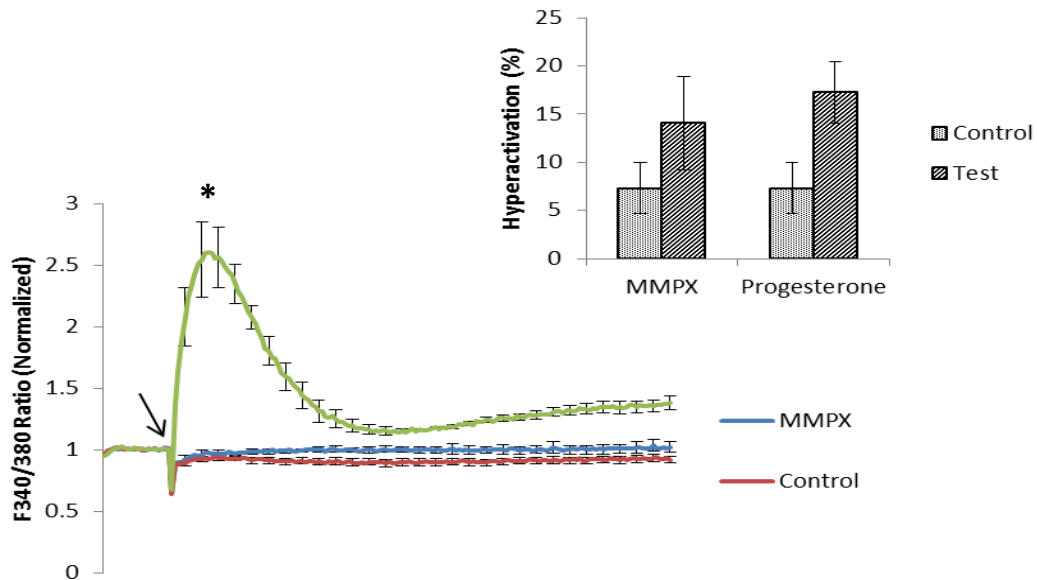 Hyperactivation (%)
25
20
15
10
5
0
MMPX
Progesterone
Control
Test
F340/380 Ratio (Normalized)
3
2.5
2
1.5
1
0.5
0
*
MMPX
Control